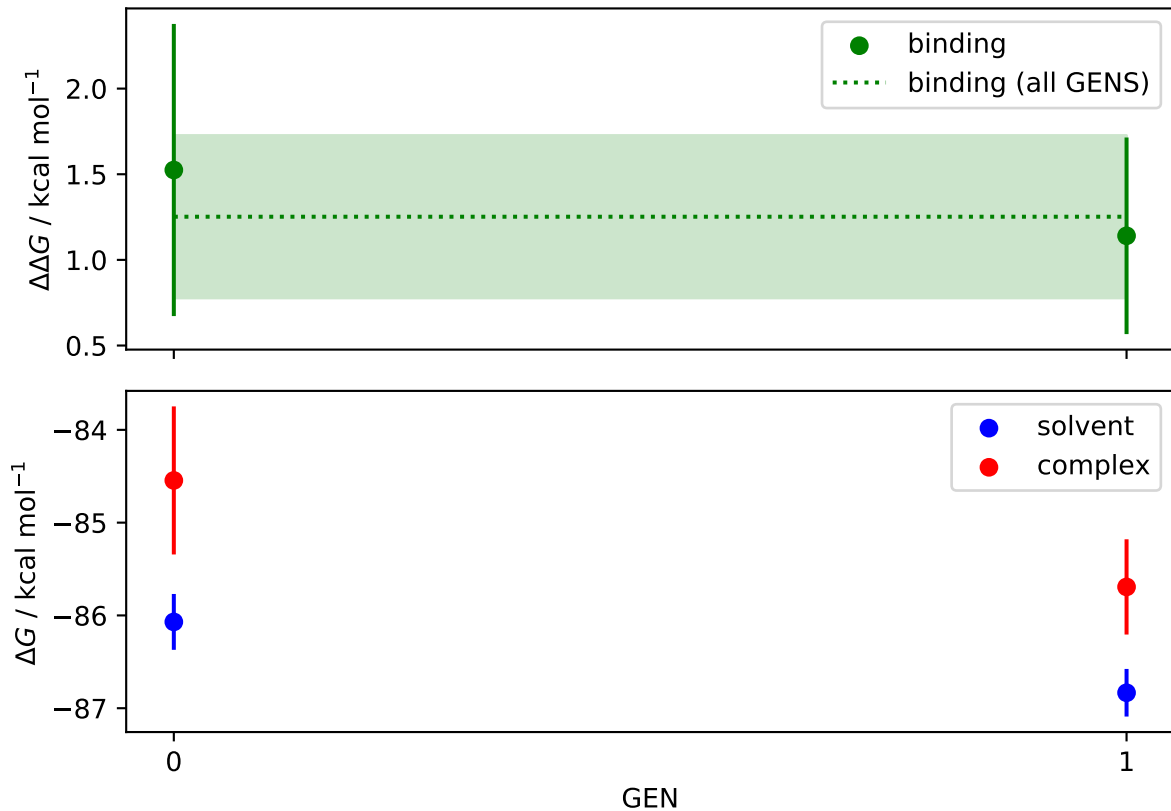 ΔΔG / kcal mol⁻¹
2.0
1.5
1.0
0.5
binding
binding (all GENS)
ΔG / kcal mol⁻¹
−84
−85
−86
−87
solvent
complex
0
1
GEN